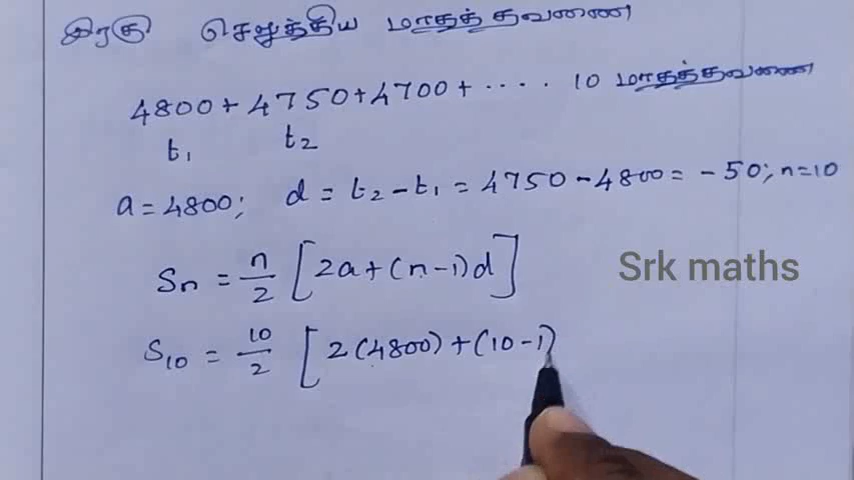 இரகு செலுத்திய மாதத் தவணை
4800 + 4750 + 4700 + ..... 10 மாதத்தவணை
t₁ t₂
a = 4800; d = t₂ - t₁ = 4750 - 4800 = -50; n=10
Sn = n/2 [2a + (n-1)d]
Srk maths
S₁₀ = 10/2 [2(4800) + (10-1)